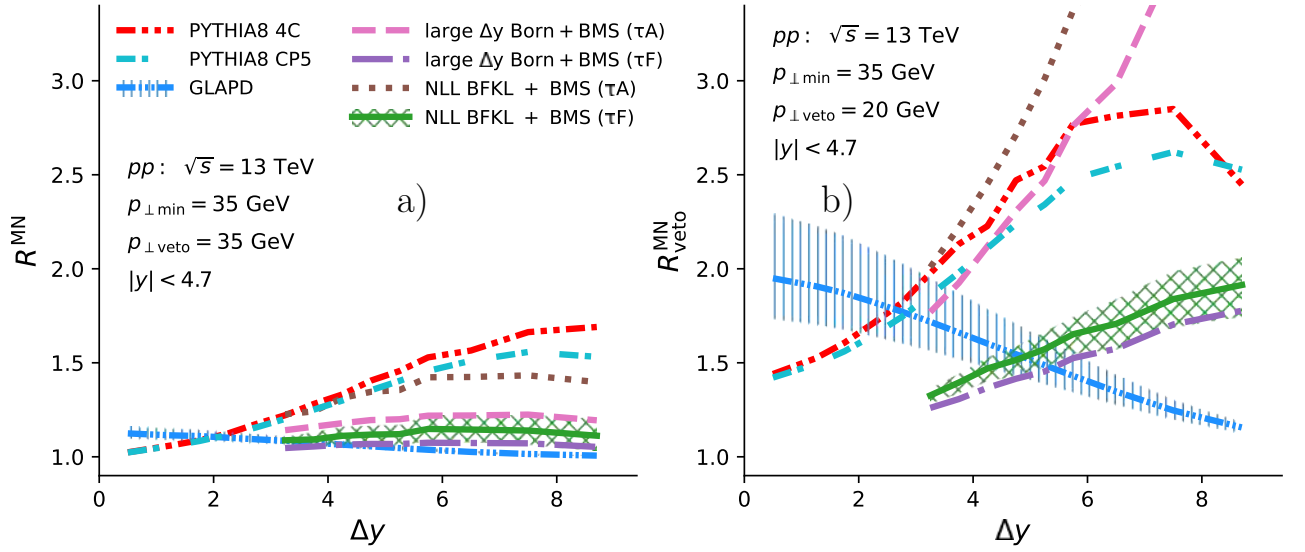 PYTHIA8 4C
PYTHIA8 CP5
GLAPD
large Δy Born + BMS (τA)
large Δy Born + BMS (τF)
NLL BFKL + BMS (τA)
NLL BFKL + BMS (τF)
pp : √s = 13 TeV
p⊥min = 35 GeV
p⊥veto = 35 GeV
|y| < 4.7
a)
R^MN
3.0
2.5
2.0
1.5
1.0
0 2 4 6 8
Δy
pp : √s = 13 TeV
p⊥min = 35 GeV
p⊥veto = 20 GeV
|y| < 4.7
b)
R^MN_veto
3.0
2.5
2.0
1.5
1.0
0 2 4 6 8
Δy